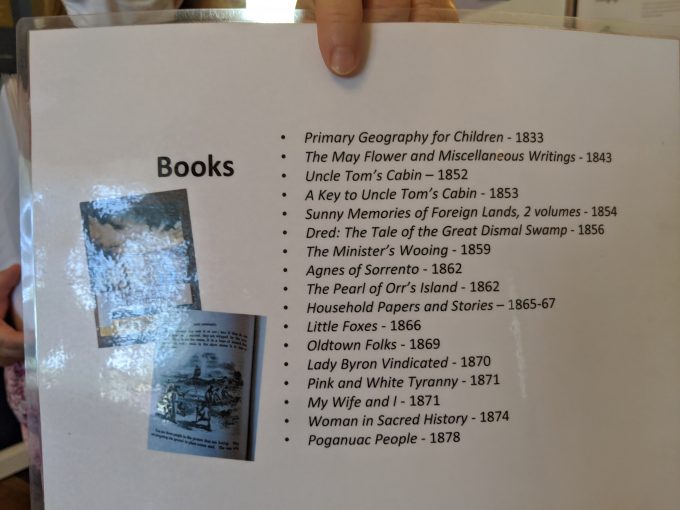 Books
• Primary Geography for Children - 1833
• The May Flower and Miscellaneous Writings - 1843
• Uncle Tom's Cabin – 1852
• A Key to Uncle Tom's Cabin - 1853
• Sunny Memories of Foreign Lands, 2 volumes - 1854
• Dred: The Tale of the Great Dismal Swamp - 1856
• The Minister's Wooing - 1859
• Agnes of Sorrento - 1862
• The Pearl of Orr's Island - 1862
• Household Papers and Stories – 1865-67
• Little Foxes - 1866
• Oldtown Folks - 1869
• Lady Byron Vindicated - 1870
• Pink and White Tyranny - 1871
• My Wife and I - 1871
• Woman in Sacred History - 1874
• Poganuc People - 1878